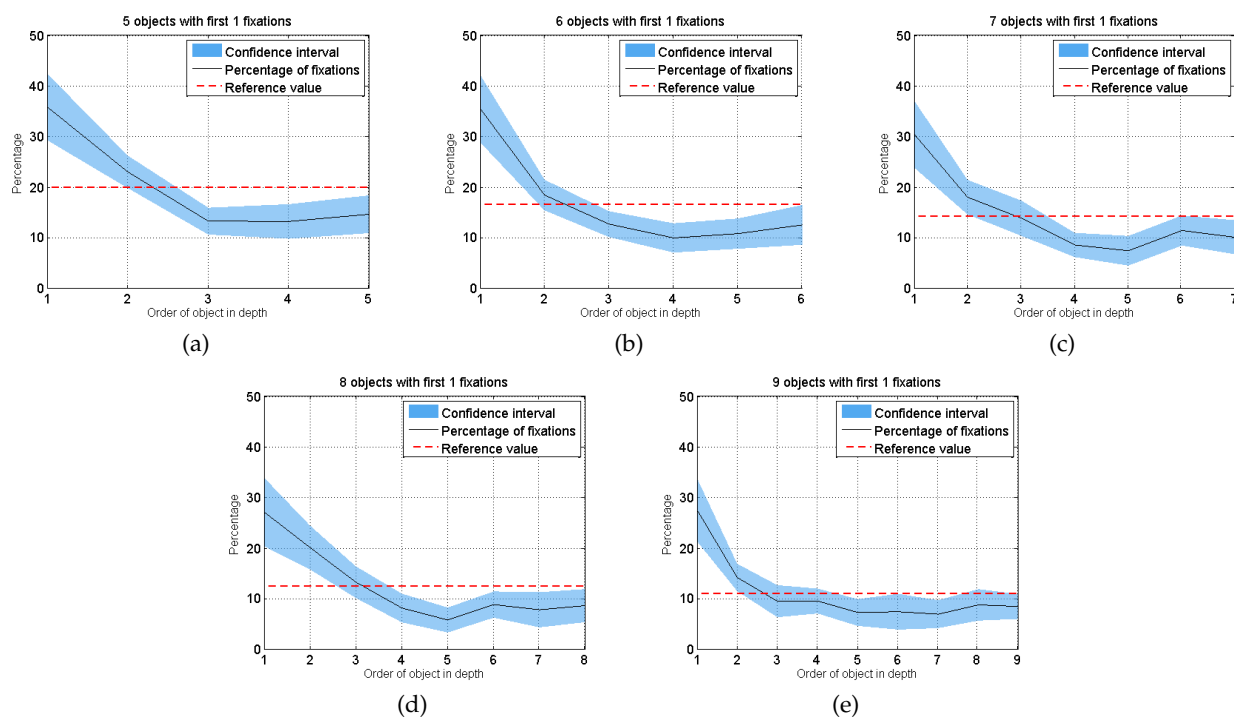 5 objects with first 1 fixations
50
40
30
20
10
0
Percentage
Confidence interval
Percentage of fixations
Reference value
1 2 3 4 5
Order of object in depth
(a)
6 objects with first 1 fixations
50
40
30
20
10
0
Percentage
Confidence interval
Percentage of fixations
Reference value
1 2 3 4 5 6
Order of object in depth
(b)
7 objects with first 1 fixations
50
40
30
20
10
0
Percentage
Confidence interval
Percentage of fixations
Reference value
1 2 3 4 5 6 7
Order of object in depth
(c)
8 objects with first 1 fixations
50
40
30
20
10
0
Percentage
Confidence interval
Percentage of fixations
Reference value
1 2 3 4 5 6 7 8
Order of object in depth
(d)
9 objects with first 1 fixations
50
40
30
20
10
0
Percentage
Confidence interval
Percentage of fixations
Reference value
1 2 3 4 5 6 7 8 9
Order of object in depth
(e)